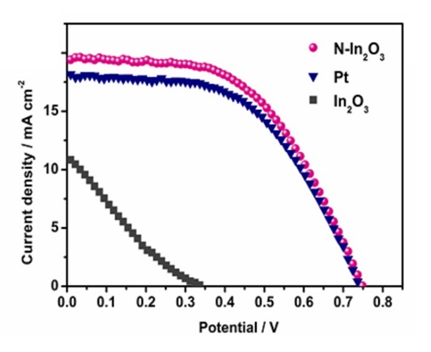 N-In₂O₃
Pt
In₂O₃
Current density / mA cm⁻²
15
10
5
0
0.0 0.1 0.2 0.3 0.4 0.5 0.6 0.7 0.8
Potential / V